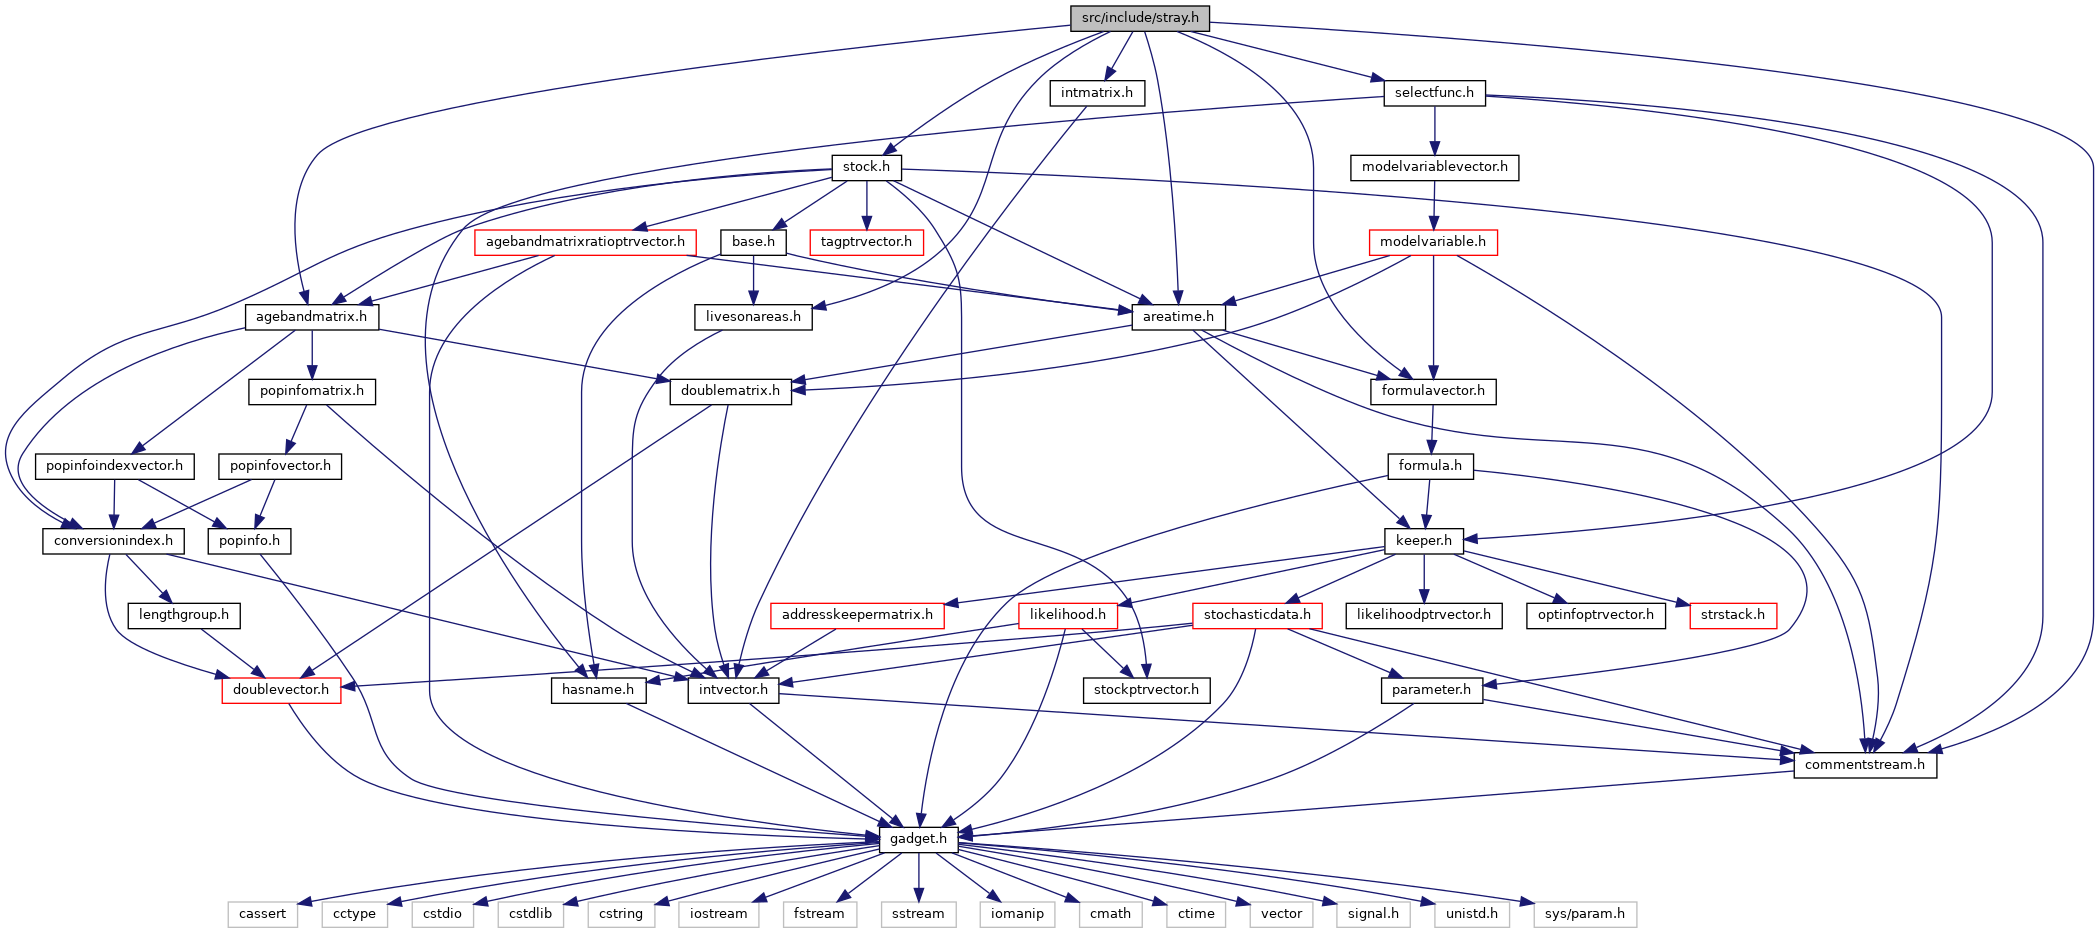 src/include/stray.h
intmatrix.h
selectfunc.h
stock.h
modelvariablevector.h
agebandmatrixratioptrvector.h
base.h
tagptrvector.h
modelvariable.h
agebandmatrix.h
livesonareas.h
areatime.h
popinfomatrix.h
doublematrix.h
formulavector.h
popinfoindexvector.h
popinfovector.h
formula.h
conversionindex.h
popinfo.h
keeper.h
lengthgroup.h
addresskeepermatrix.h
likelihood.h
stochasticdata.h
likelihoodptrvector.h
optinfoptrvector.h
strstack.h
doublevector.h
hasname.h
intvector.h
stockptrvector.h
parameter.h
commentstream.h
gadget.h
cassert
cctype
cstdio
cstdlib
cstring
iostream
fstream
sstream
iomanip
cmath
ctime
vector
signal.h
unistd.h
sys/param.h